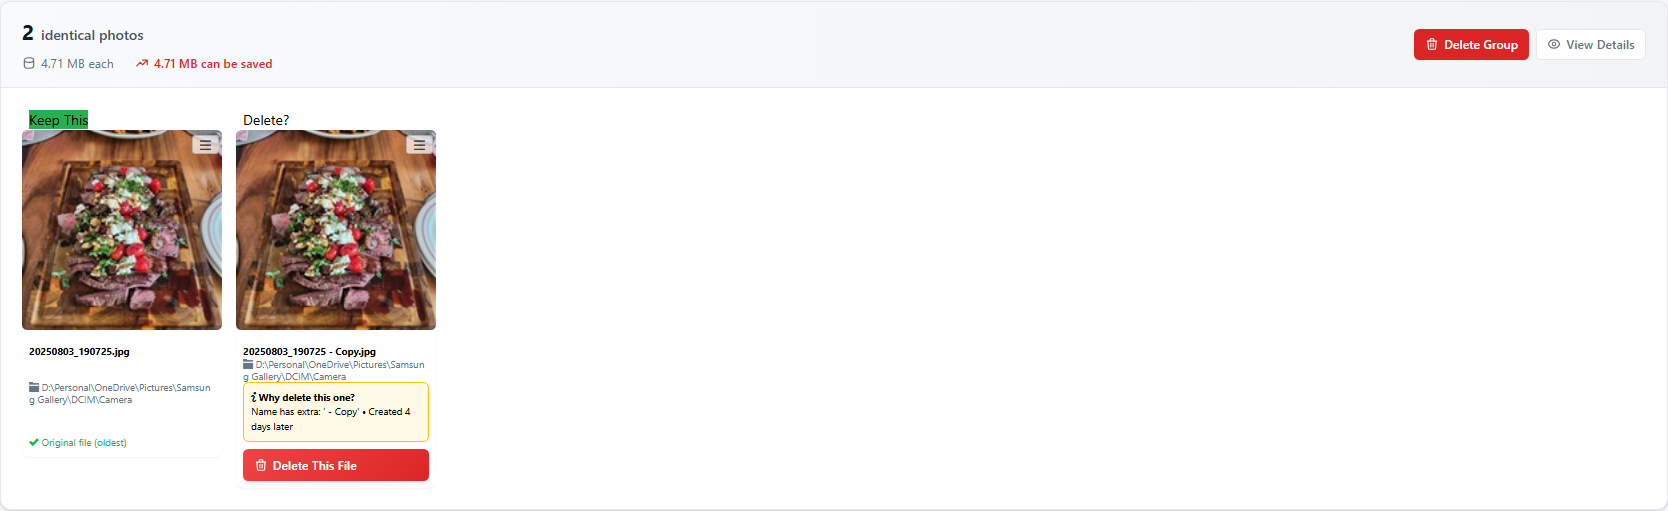 2 identical photos
4.71 MB each 4.71 MB can be saved
Delete Group View Details
Keep This
20250803_190725.jpg
D:\Personal\OneDrive\Pictures\Samsun
g Gallery\DCIM\Camera
Original file (oldest)
Delete?
20250803_190725 - Copy.jpg
D:\Personal\OneDrive\Pictures\Samsun
g Gallery\DCIM\Camera
Why delete this one?
Name has extra: ' - Copy' • Created 4
days later
Delete This File